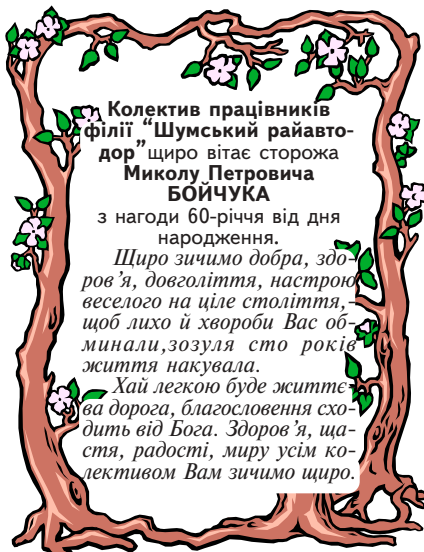 Колектив працівників
філії “Шумський райавто-
дор” щиро вітає сторожа
Миколу Петровича
БОЙЧУКА
з нагоди 60-річчя від дня
народження.
Щиро зичимо добра, здо-
ров’я, довголіття, настрою
веселого на ціле століття,
щоб лихо й хвороби Вас об-
минали,зозуля сто років
життя накувала.
Хай легкою буде життє-
ва дорога, благословення схо-
дить від Бога. Здоров’я, ща-
стя, радості, миру усім ко-
лективом Вам зичимо щиро.